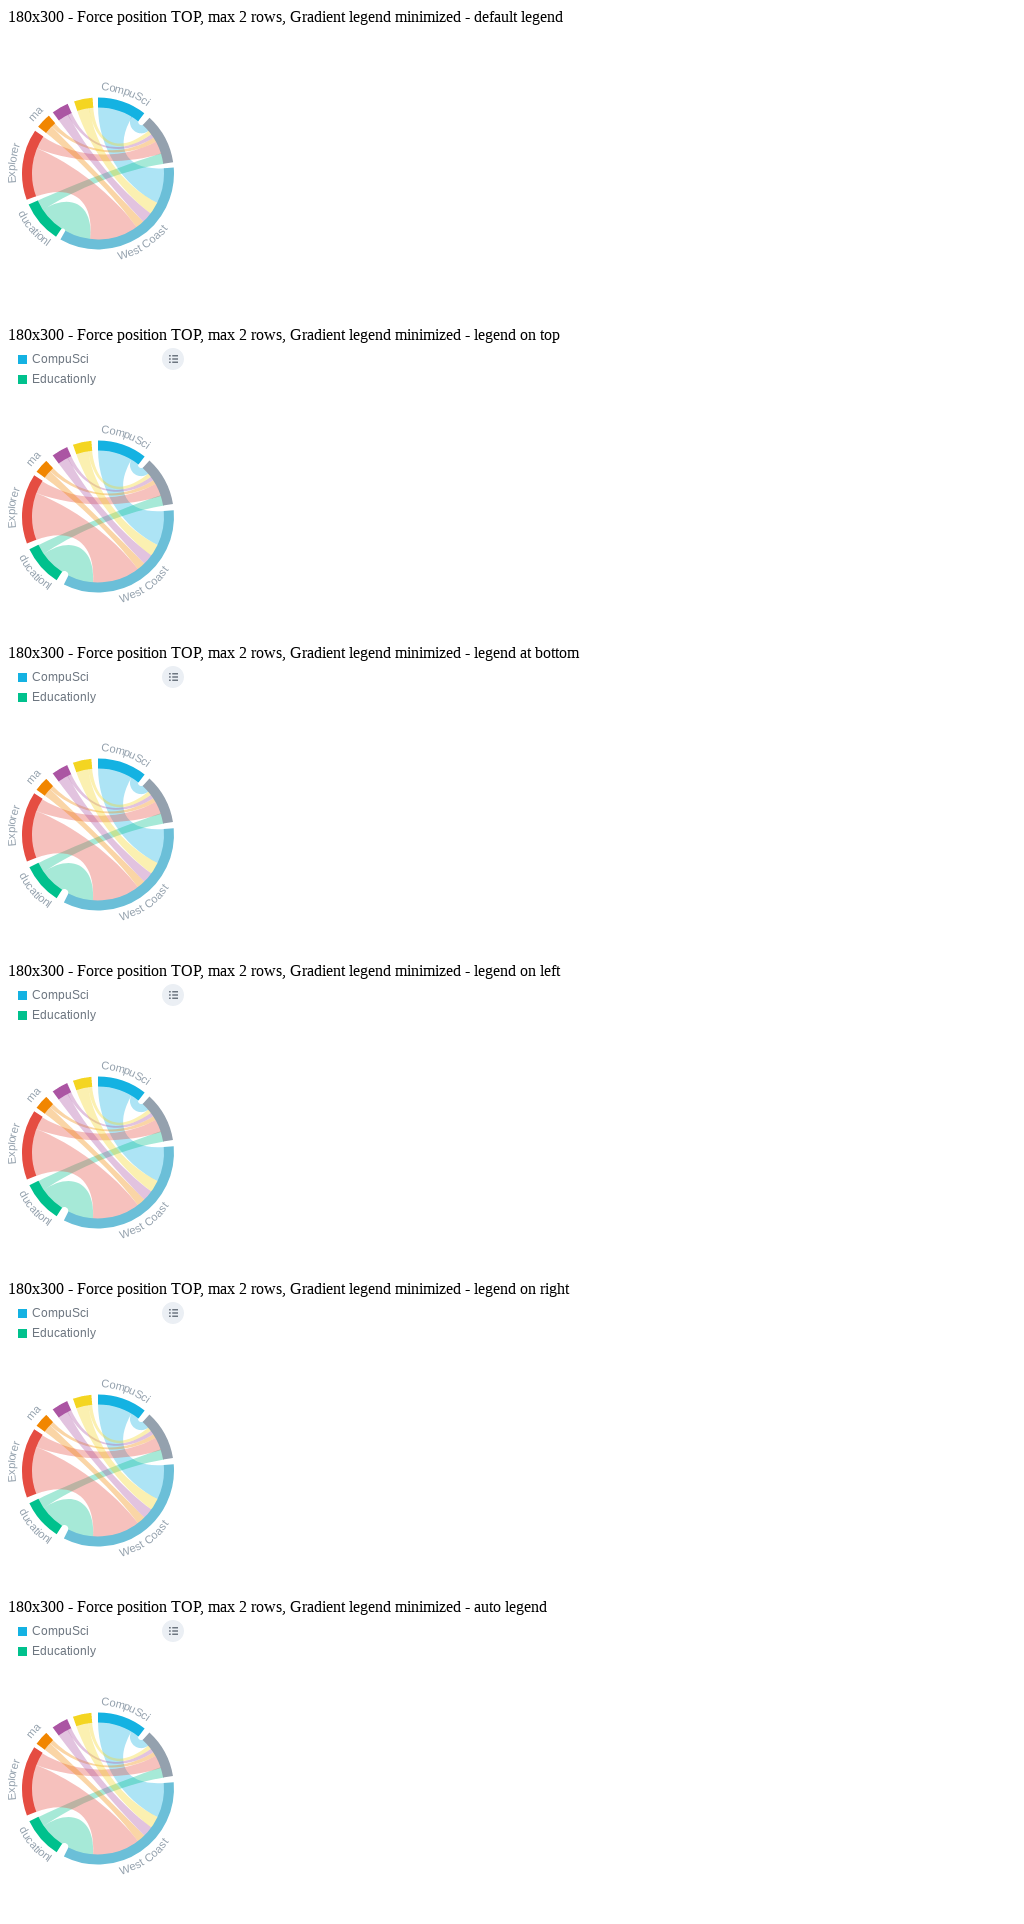 180x300 - Force position TOP, max 2 rows, Gradient legend minimized - default legend
CompuSci
ma
Explorer
ducationl
West Coast
180x300 - Force position TOP, max 2 rows, Gradient legend minimized - legend on top
CompuSci
Educationly
CompuSci
ma
Explorer
ducationl
West Coast
180x300 - Force position TOP, max 2 rows, Gradient legend minimized - legend at bottom
CompuSci
Educationly
CompuSci
ma
Explorer
ducationl
West Coast
180x300 - Force position TOP, max 2 rows, Gradient legend minimized - legend on left
CompuSci
Educationly
CompuSci
ma
Explorer
ducationl
West Coast
180x300 - Force position TOP, max 2 rows, Gradient legend minimized - legend on right
CompuSci
Educationly
CompuSci
ma
Explorer
ducationl
West Coast
180x300 - Force position TOP, max 2 rows, Gradient legend minimized - auto legend
CompuSci
Educationly
CompuSci
ma
Explorer
ducationl
West Coast